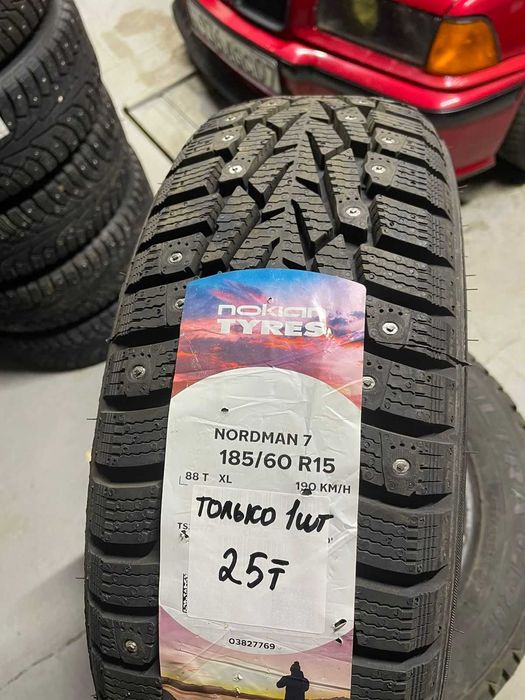 nokian
TYRES
NORDMAN 7
185/60 R15
88 T XL 190 KM/H
только 1шт
25т
03827769